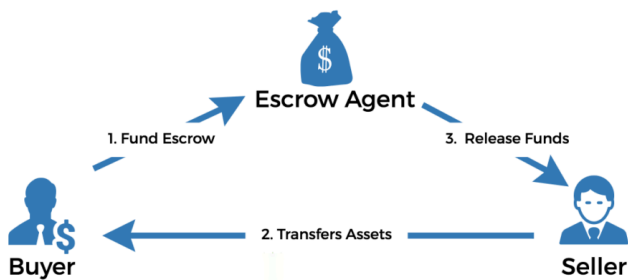 $
Escrow Agent
1. Fund Escrow
3. Release Funds
$
2. Transfers Assets
Buyer
Seller